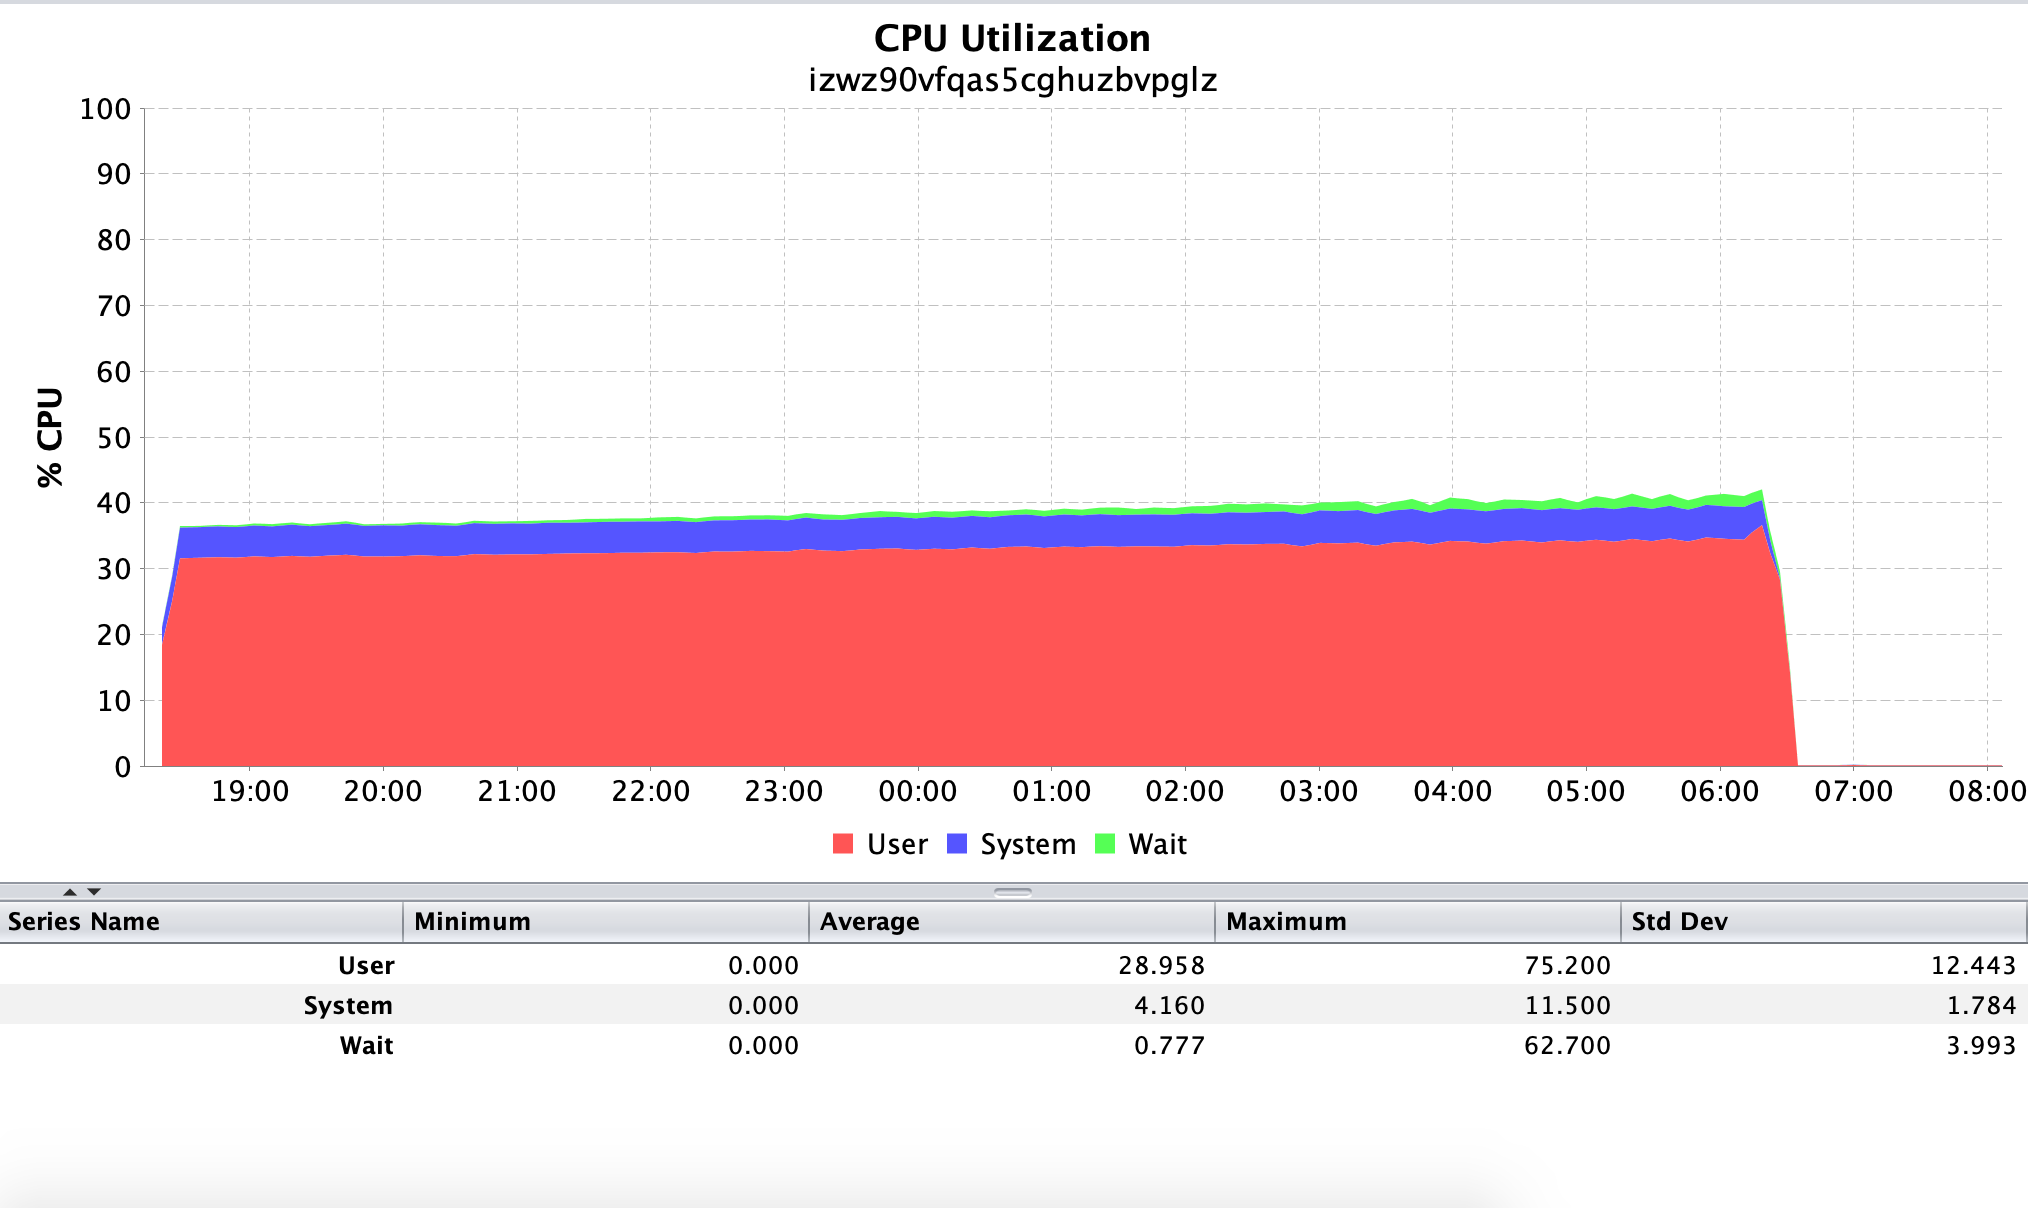 CPU Utilization
izwz90vfqas5cghuzbvpglz
100
90
80
70
60
50
40
30
20
10
0
% CPU
19:00 20:00 21:00 22:00 23:00 00:00 01:00 02:00 03:00 04:00 05:00 06:00 07:00 08:00
User System Wait
Series Name Minimum Average Maximum Std Dev
User 0.000 28.958 75.200 12.443
System 0.000 4.160 11.500 1.784
Wait 0.000 0.777 62.700 3.993